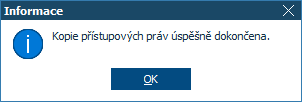 Informace
Kopie přístupových práv úspěšně dokončena.
OK